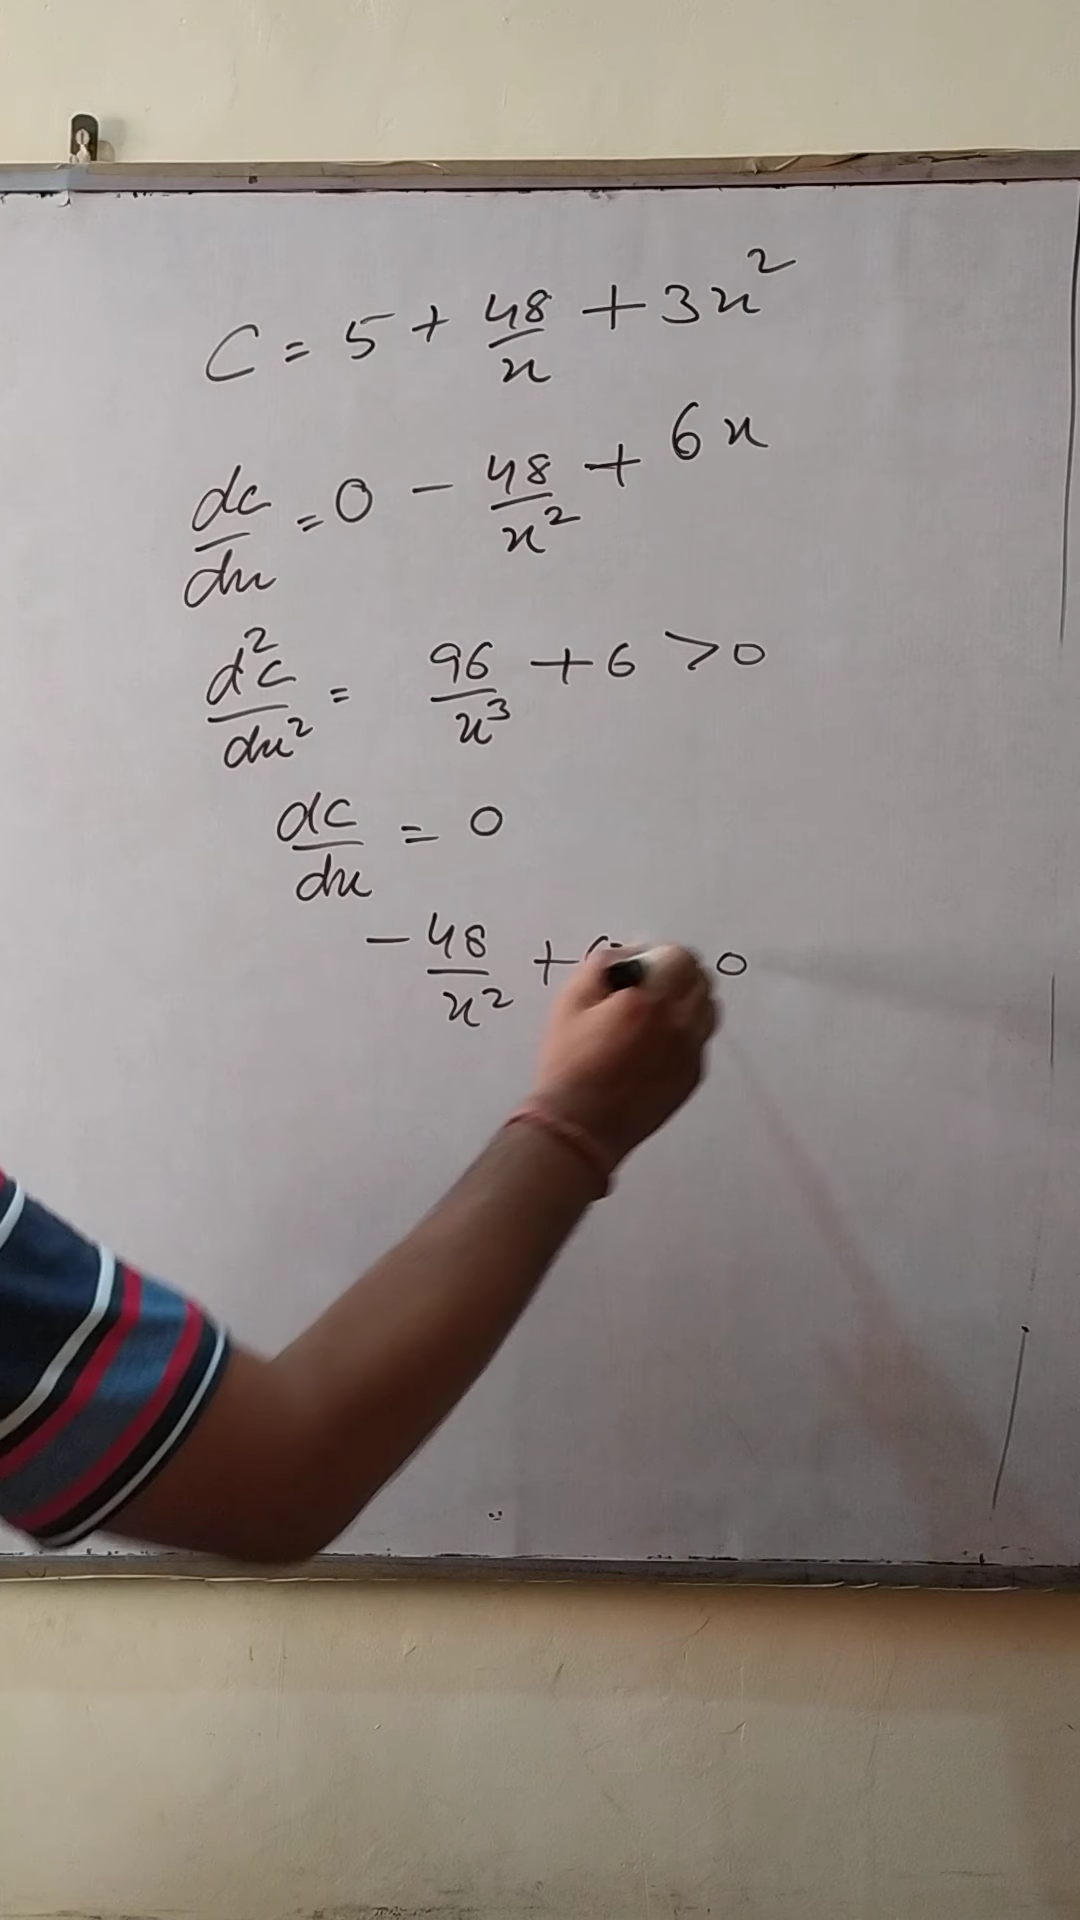 C = 5 + 48/x + 3x²
dc/dx = 0 - 48/x² + 6x
d²c/dx² = 96/x³ + 6 > 0
dc/dx = 0
- 48/x² + 0